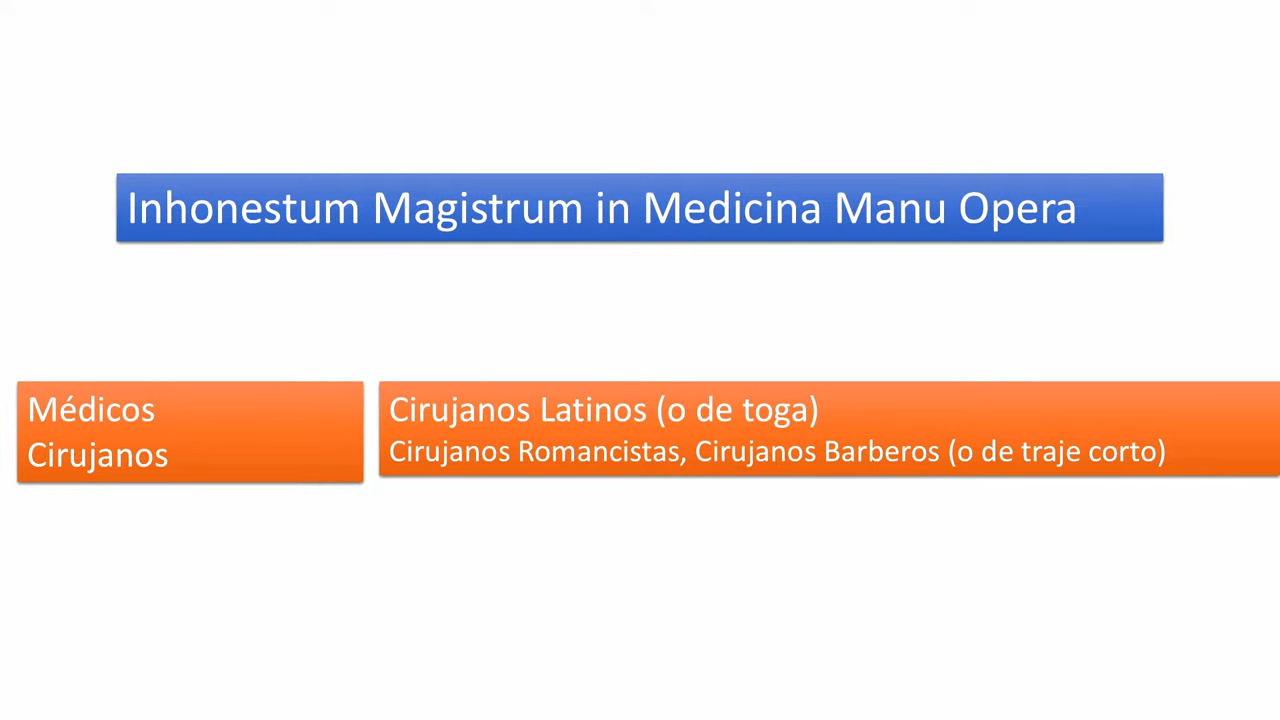 Inhonestum Magistrum in Medicina Manu Opera
Médicos
Cirujanos
Cirujanos Latinos (o de toga)
Cirujanos Romancistas, Cirujanos Barberos (o de traje corto)